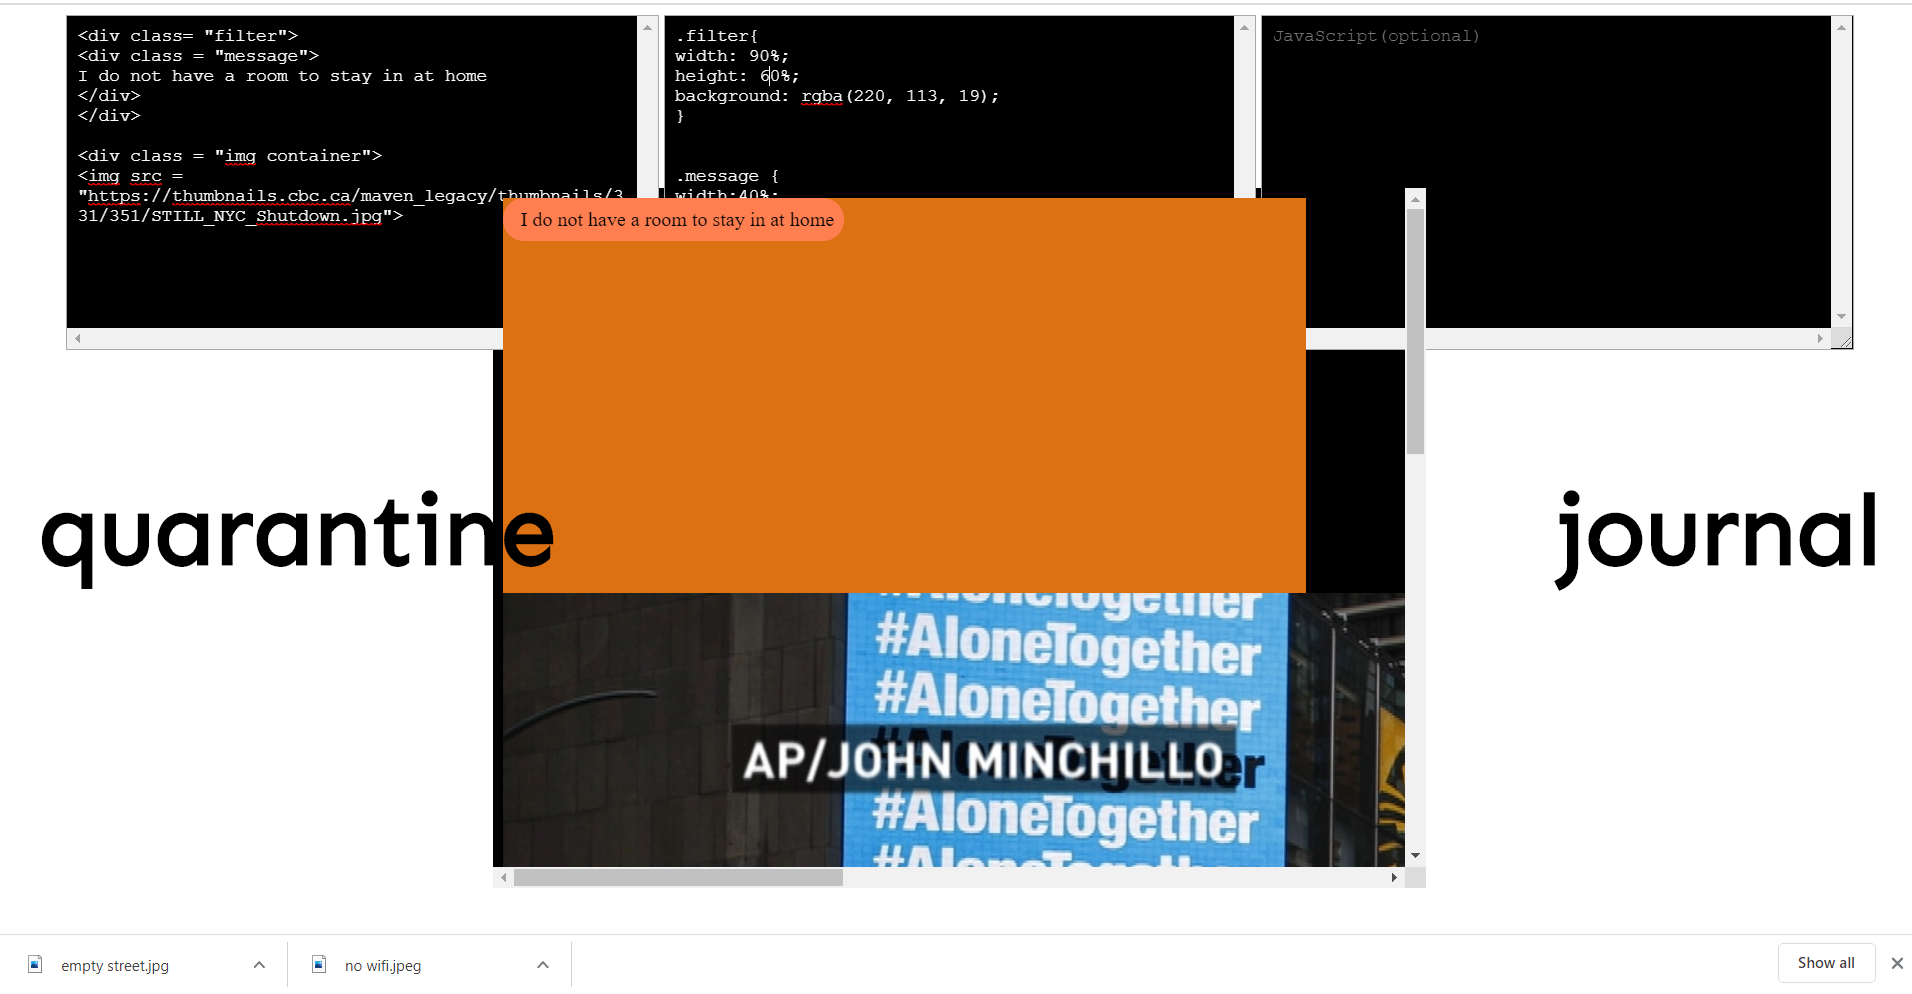 <div class= "filter">
<div class = "message">
I do not have a room to stay in at home
</div>
</div>
<div class = "img container">
<img src =
"https://thumbnails.cbc.ca/maven_legacy/thumbnails/3
31/351/STILL_NYC_Shutdown.jpg">
.filter{
width: 90%;
height: 60%;
background: rgba(220, 113, 19);
}
.message {
width:40%;
JavaScript(optional)
I do not have a room to stay in at home
quarantine
journal
#AloneTogether
#AloneTogether
#AloneTogether
#AloneTogether
AP/JOHN MINCHILLO
#AloneTogether
#AloneTogether
empty street.jpg
no wifi.jpeg
Show all